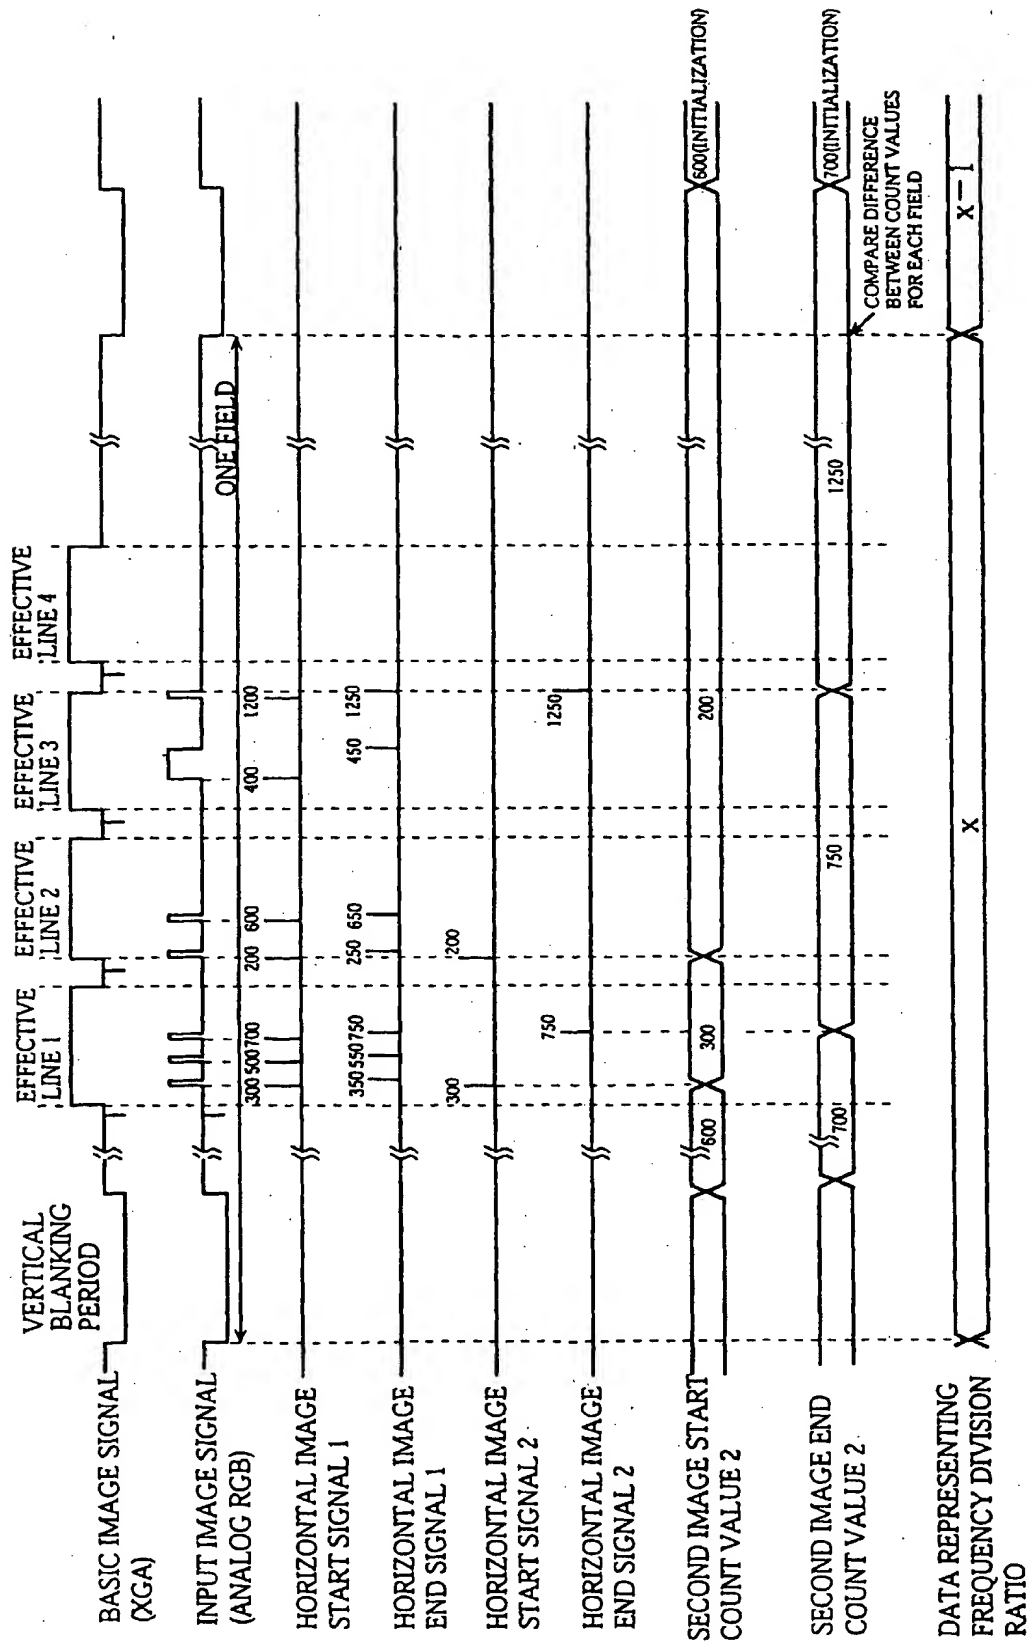 EFFECTIVE
LINE 1
EFFECTIVE
LINE 2
EFFECTIVE
LINE 3
EFFECTIVE
LINE 4
VERTICAL
BLANKING
PERIOD
BASIC IMAGE SIGNAL
(XGA)
INPUT IMAGE SIGNAL
(ANALOG RGB)
ONE FIELD
HORIZONTAL IMAGE
START SIGNAL 1
300 500 700 200 600 400 1200
HORIZONTAL IMAGE
END SIGNAL 1
350 550 750 250 650 450 1250
HORIZONTAL IMAGE
START SIGNAL 2
300 200
HORIZONTAL IMAGE
END SIGNAL 2
750 1250
SECOND IMAGE START
COUNT VALUE 2
600 300 200 600(INITIALIZATION)
SECOND IMAGE END
COUNT VALUE 2
700 750 1250 700(INITIALIZATION)
COMPARE DIFFERENCE
BETWEEN COUNT VALUES
FOR EACH FIELD
DATA REPRESENTING
FREQUENCY DIVISION
RATIO
X X-1